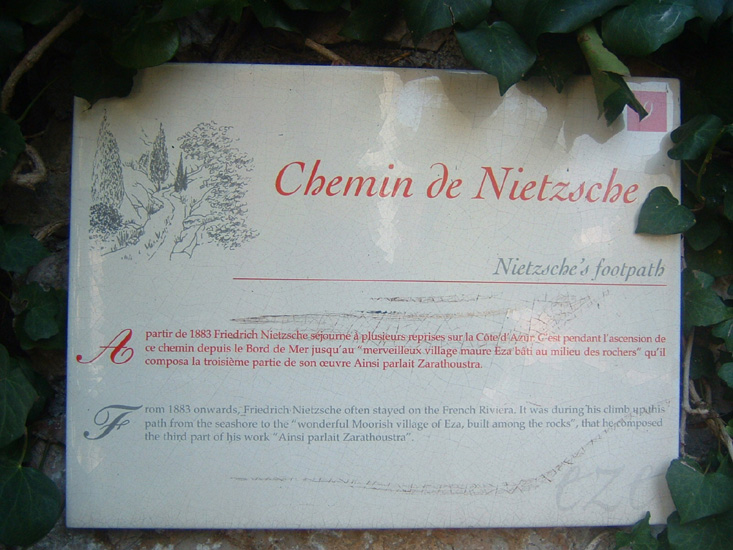 9
Chemin de Nietzsche
Nietzsche's footpath
A partir de 1883 Friedrich Nietzsche séjourne à plusieurs reprises sur la Côte d'Azur C'est pendant l'ascension de
ce chemin depuis le Bord de Mer jusqu'au "merveilleux village maure Eza bâti au milieu des rochers" qu'il
composa la troisième partie de son œuvre Ainsi parlait Zarathoustra.
From 1883 onwards, Friedrich Nietzsche often stayed on the French Riviera. It was during his climb up this
path from the seashore to the "wonderful Moorish village of Eza, built among the rocks", that he composed
the third part of his work "Ainsi parlait Zarathoustra".
eze